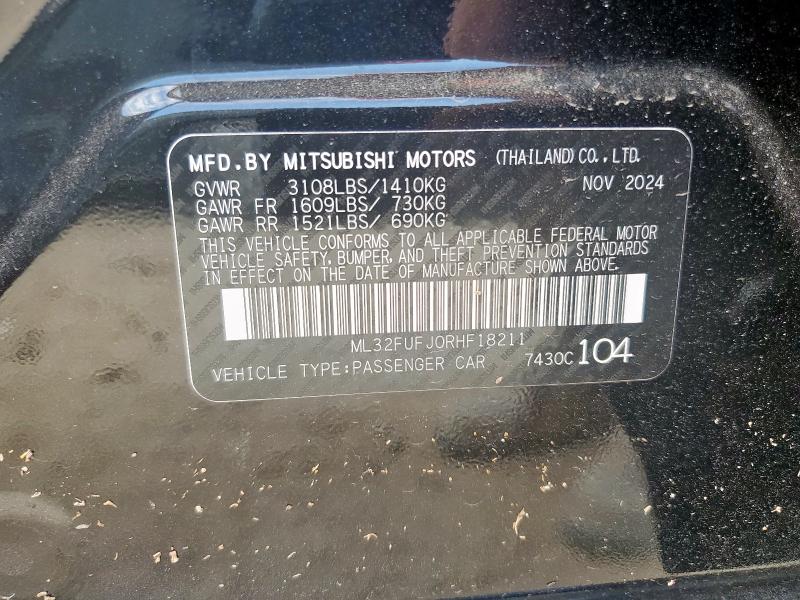 MFD.BY MITSUBISHI MOTORS (THAILAND)CO.,LTD.
GVWR 3108LBS/1410KG NOV 2024
GAWR FR 1609LBS/ 730KG
GAWR RR 1521LBS/ 690KG
THIS VEHICLE CONFORMS TO ALL APPLICABLE FEDERAL MOTOR
VEHICLE SAFETY, BUMPER, AND THEFT PREVENTION STANDARDS
IN EFFECT ON THE DATE OF MANUFACTURE SHOWN ABOVE.
ML32FUFJ0RHF18211
VEHICLE TYPE:PASSENGER CAR 7430C 104